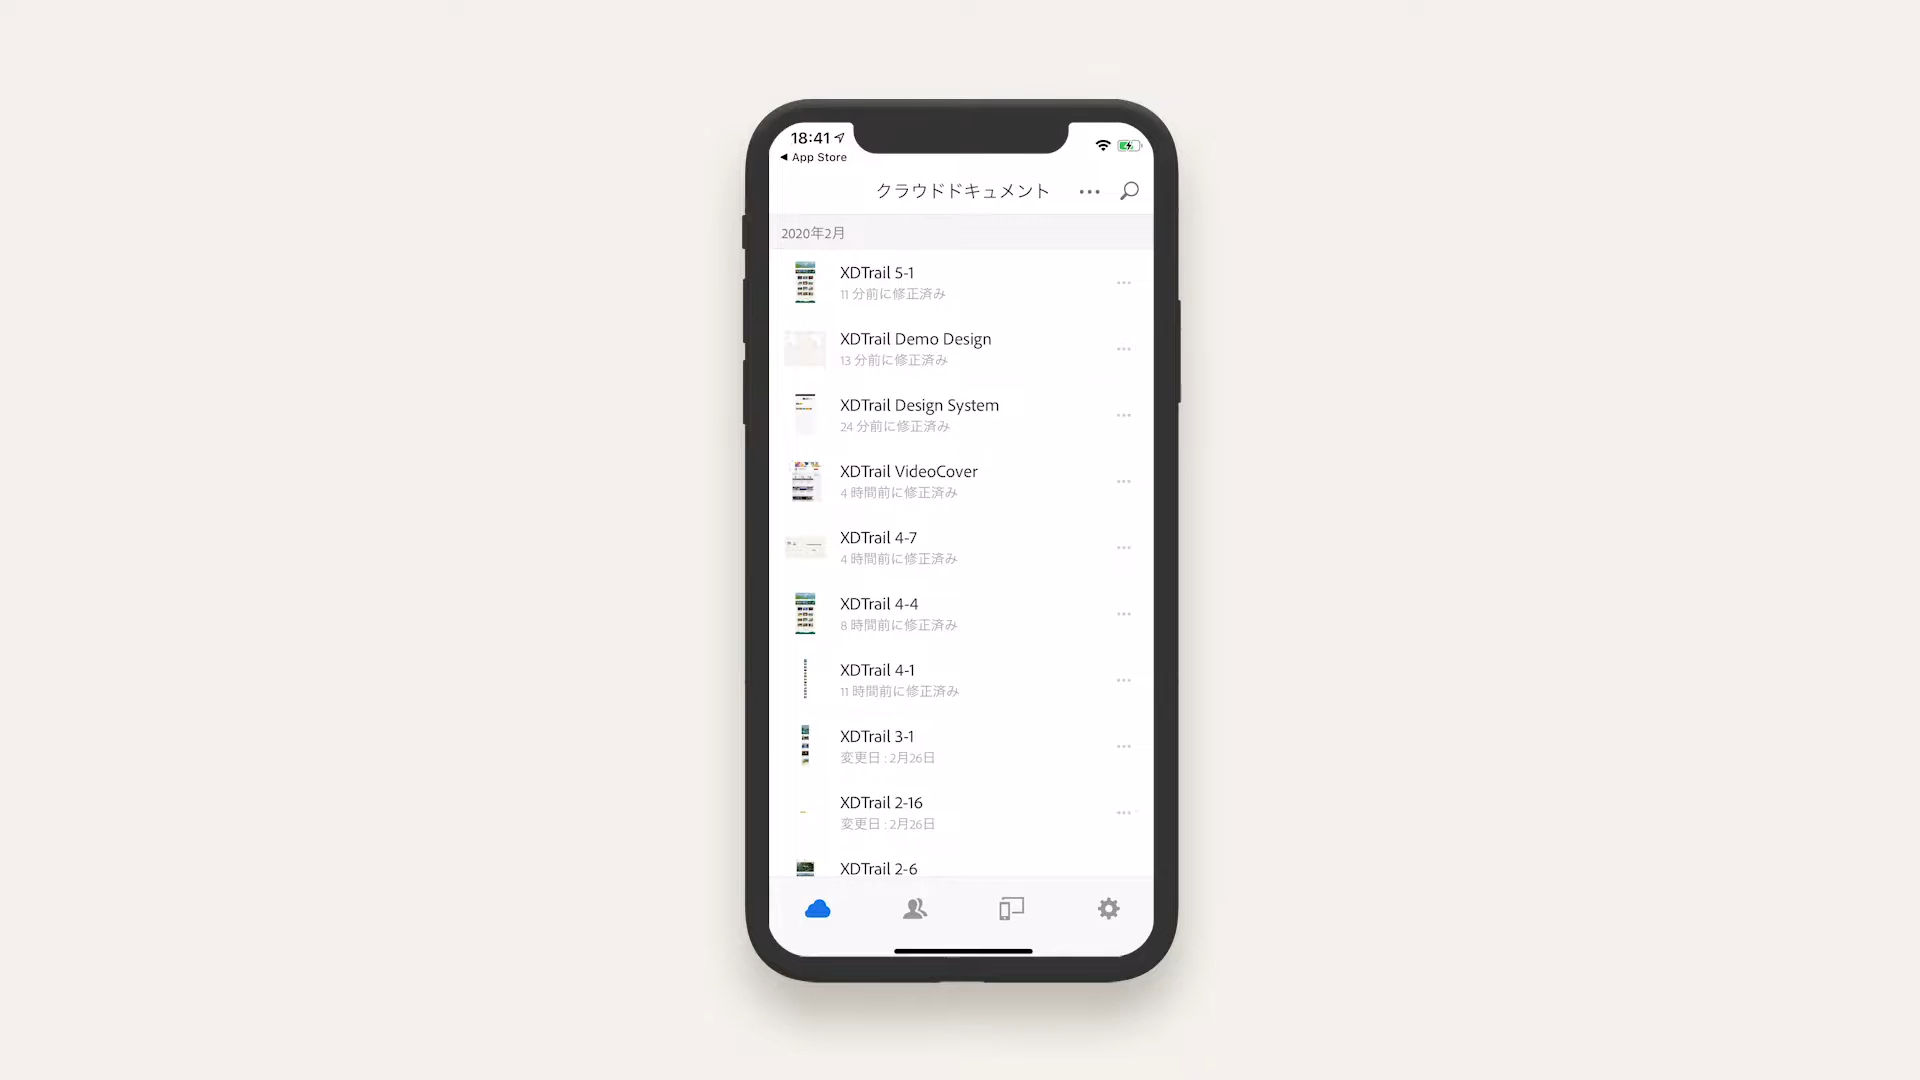 18:41
◀ App Store
クラウドドキュメント
2020年2月
XDTrail 5-1
11 分前に修正済み
XDTrail Demo Design
13 分前に修正済み
XDTrail Design System
24 分前に修正済み
XDTrail VideoCover
4 時間前に修正済み
XDTrail 4-7
4 時間前に修正済み
XDTrail 4-4
8 時間前に修正済み
XDTrail 4-1
11 時間前に修正済み
XDTrail 3-1
変更日 : 2月26日
XDTrail 2-16
変更日 : 2月26日
XDTrail 2-6